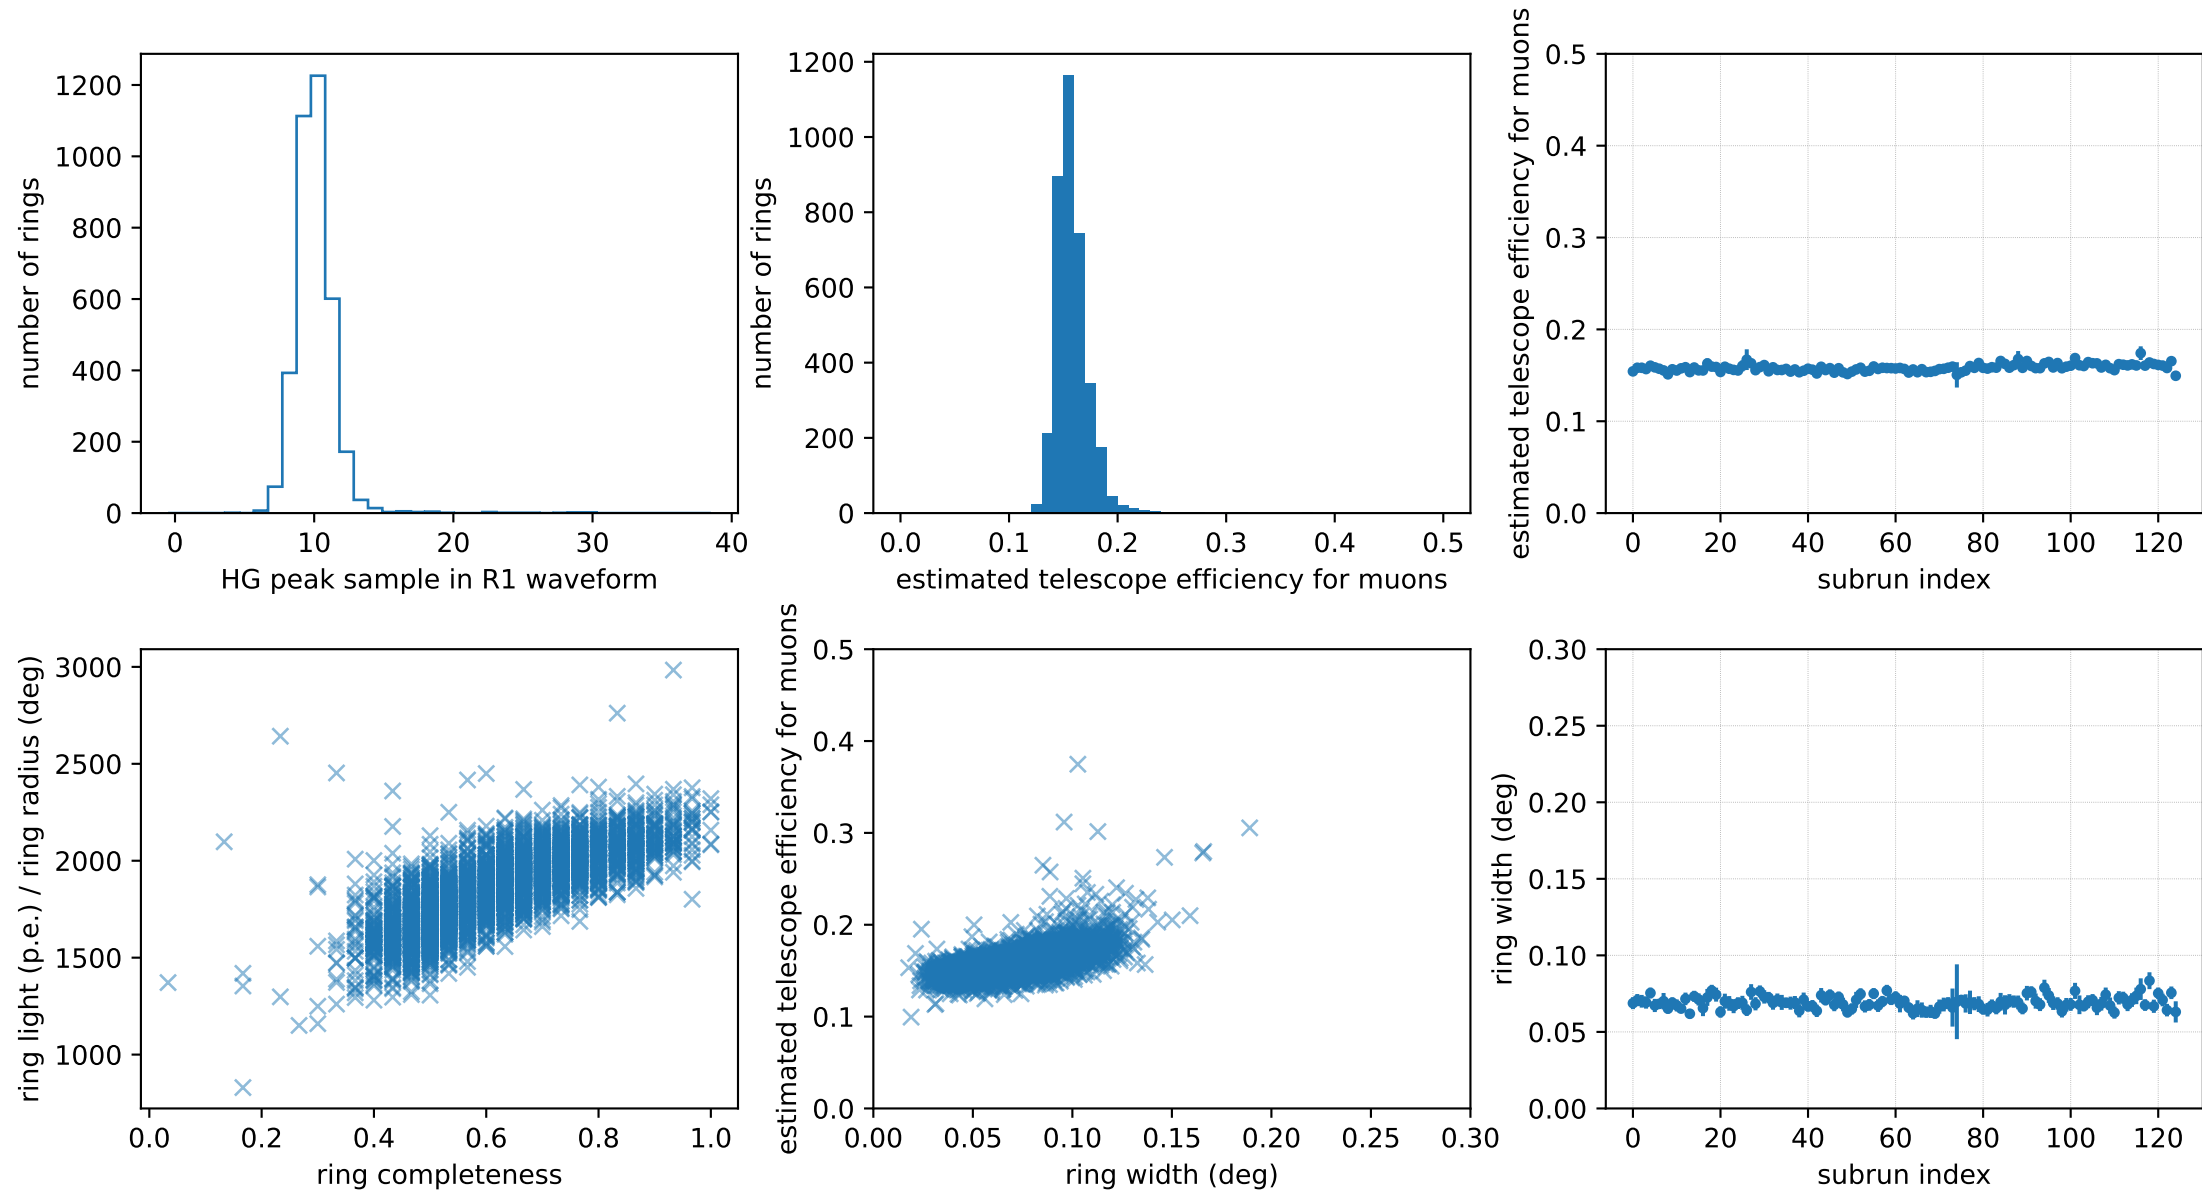 number of rings
1200
1000
800
600
400
200
0
0 10 20 30 40
HG peak sample in R1 waveform
number of rings
1200
1000
800
600
400
200
0
0.0 0.1 0.2 0.3 0.4 0.5
estimated telescope efficiency for muons
estimated telescope efficiency for muons
0.5
0.4
0.3
0.2
0.1
0.0
0 20 40 60 80 100 120
subrun index
ring light (p.e.) / ring radius (deg)
3000
2500
2000
1500
1000
0.0 0.2 0.4 0.6 0.8 1.0
ring completeness
estimated telescope efficiency for muons
0.5
0.4
0.3
0.2
0.1
0.0
0.00 0.05 0.10 0.15 0.20 0.25 0.30
ring width (deg)
ring width (deg)
0.30
0.25
0.20
0.15
0.10
0.05
0.00
0 20 40 60 80 100 120
subrun index